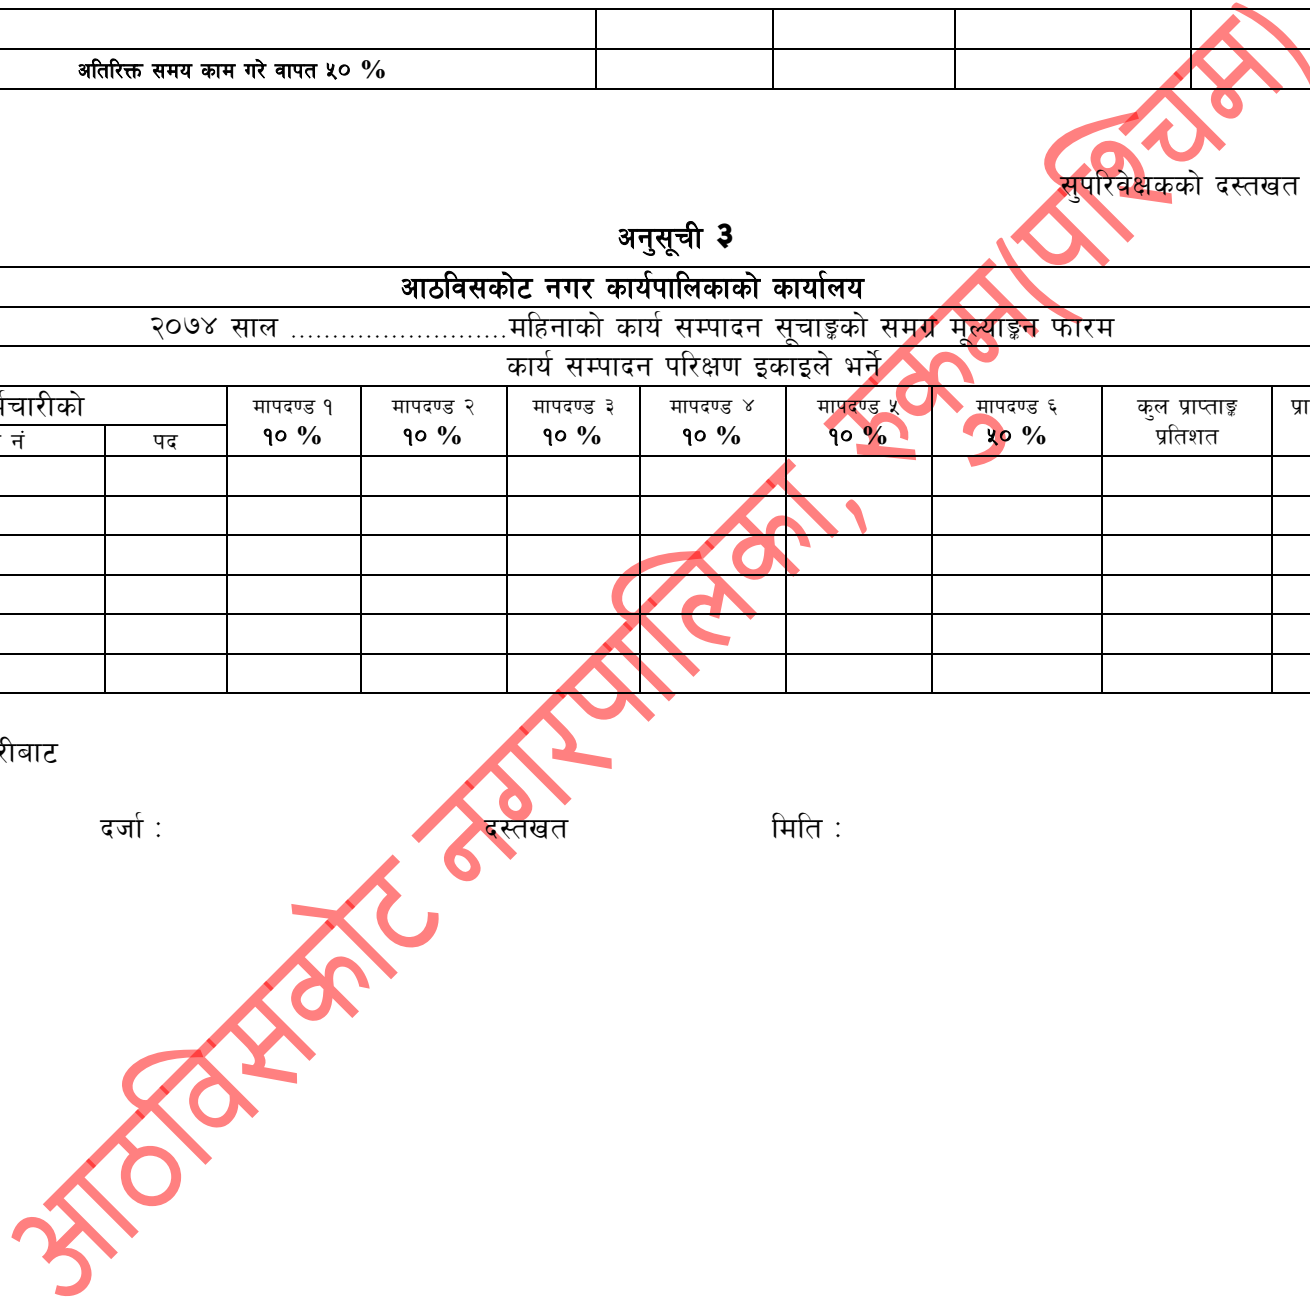 अतिरिक्त समय काम गरे वापत ५० %
सुपरिवेक्षकको दस्तखत
अनुसूची ३
आठविसकोट नगर कार्यपालिकाको कार्यालय
२०७४ साल ..........................महिनाको कार्य सम्पादन सूचाङ्कको समग्र मूल्याङ्कन फारम
कार्य सम्पादन परिक्षण इकाइले भर्ने
चारीको मापदण्ड १ मापदण्ड २ मापदण्ड ३ मापदण्ड ४ मापदण्ड ५ मापदण्ड ६ कुल प्राप्ताङ्क प्रा
नं पद १० % १० % १० % १० % १० % ५० % प्रतिशत
रीबाट
दर्जा : दस्तखत मिति :
आठविसकोट नगरपालिका, रुकुम(पश्चिम)